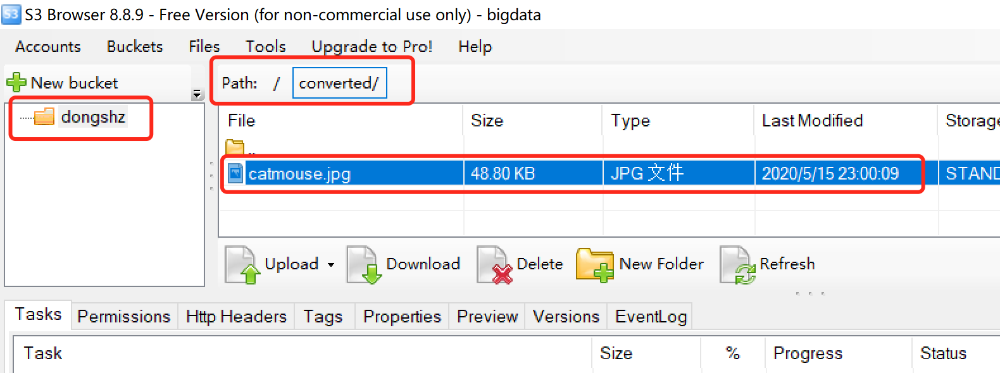 S3 S3 Browser 8.8.9 - Free Version (for non-commercial use only) - bigdata
Accounts Buckets Files Tools Upgrade to Pro! Help
New bucket
Path: / converted/
dongshz
File Size Type Last Modified Storage
..
catmouse.jpg 48.80 KB JPG 文件 2020/5/15 23:00:09 STAND
Upload Download Delete New Folder Refresh
Tasks Permissions Http Headers Tags Properties Preview Versions EventLog
Task Size % Progress Status